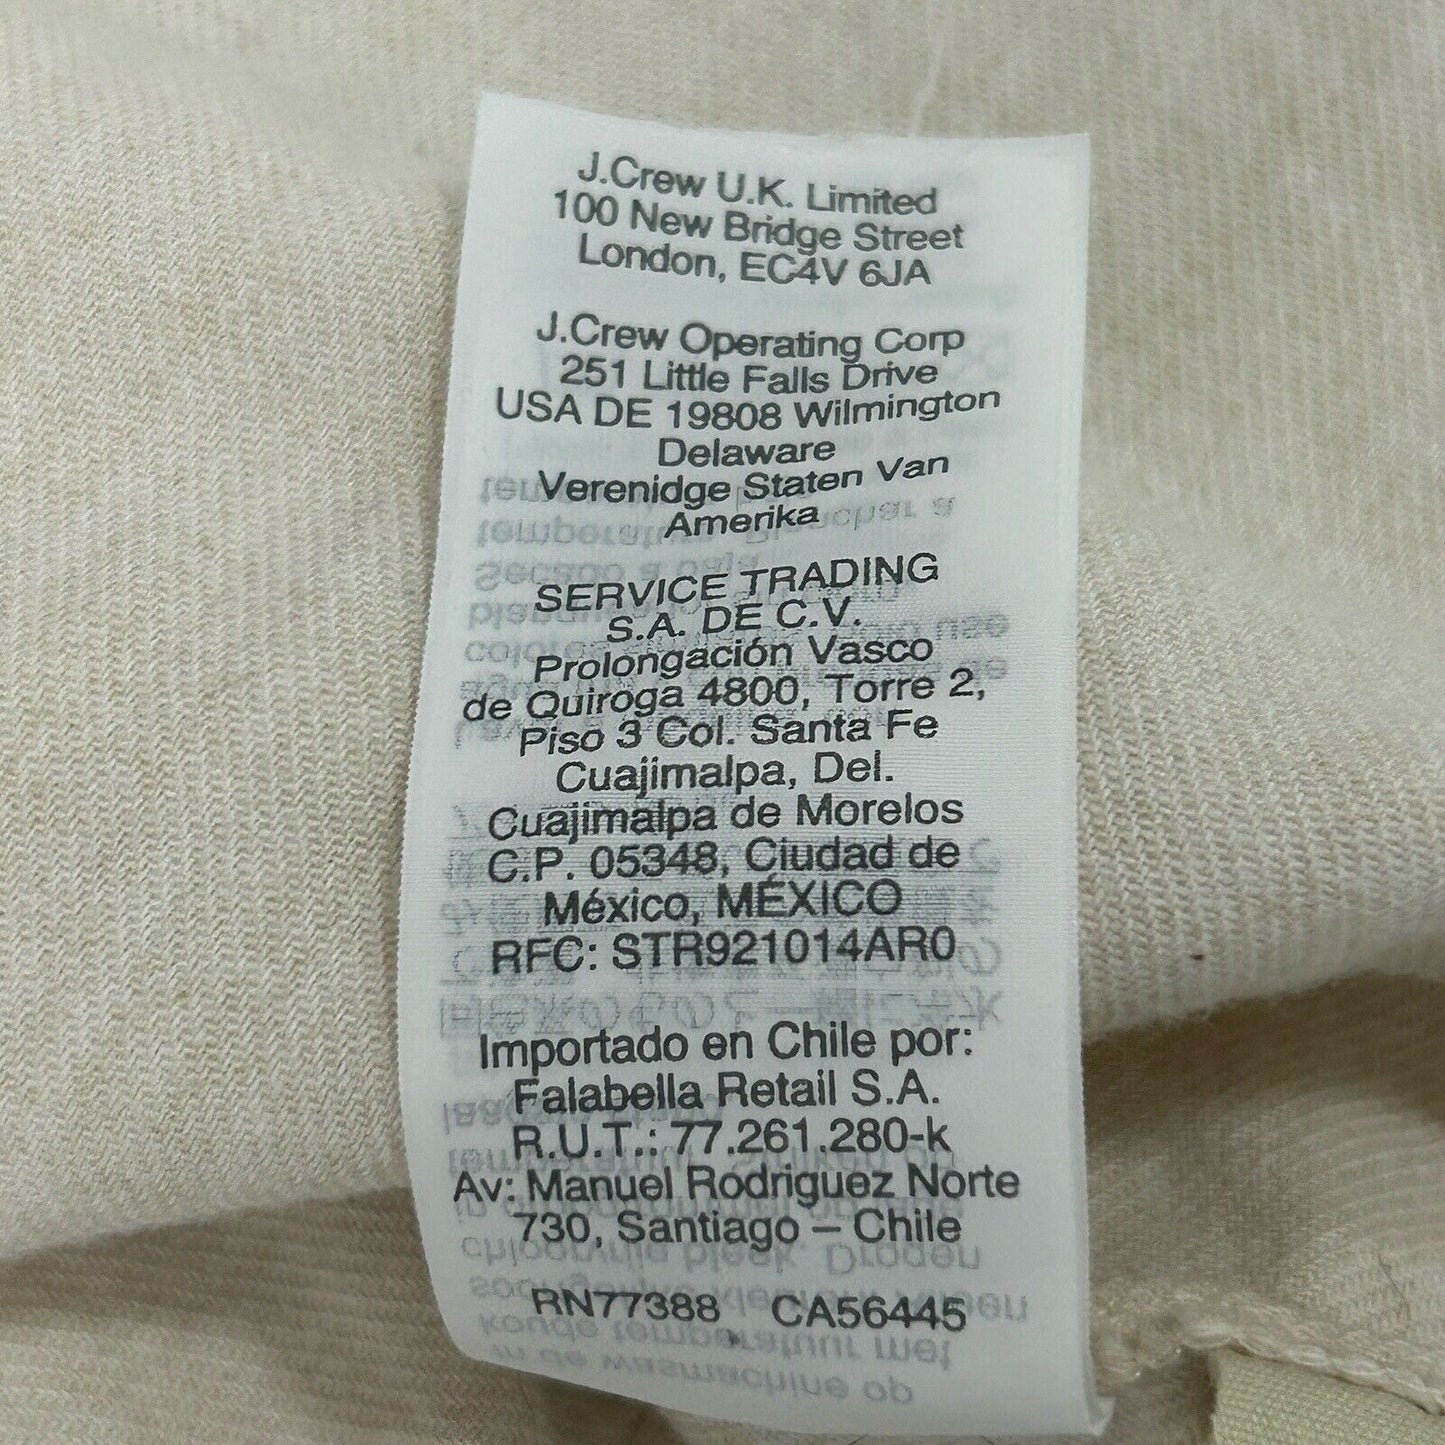 J.Crew U.K. Limited
100 New Bridge Street
London, EC4V 6JA
J.Crew Operating Corp
251 Little Falls Drive
USA DE 19808 Wilmington
Delaware
Verenidge Staten Van
Amerika
SERVICE TRADING
S.A. DE C.V.
Prolongación Vasco
de Quiroga 4800, Torre 2,
Piso 3 Col. Santa Fe
Cuajimalpa, Del.
Cuajimalpa de Morelos
C.P. 05348, Ciudad de
México, MÉXICO
RFC: STR921014AR0
Importado en Chile por:
Falabella Retail S.A.
R.U.T.: 77.261.280-k
Av: Manuel Rodriguez Norte
730, Santiago – Chile
RN77388 CA56445